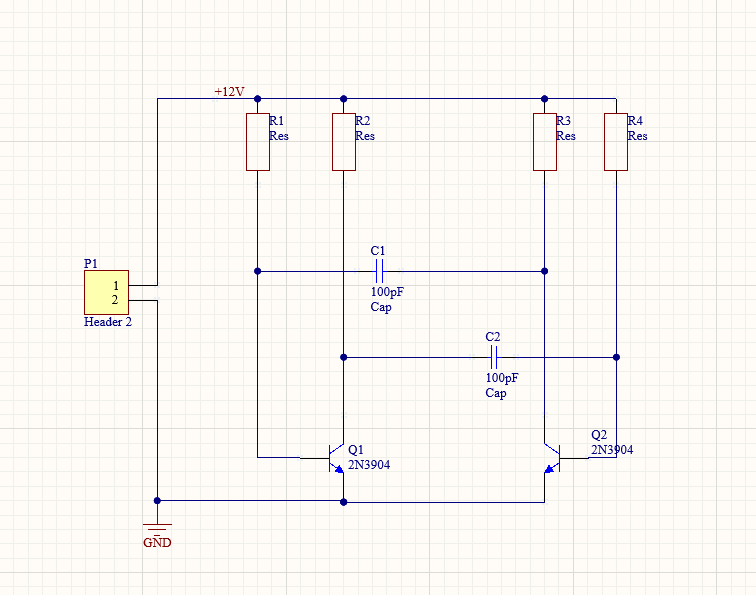 +12V
R1
Res
R2
Res
R3
Res
R4
Res
C1
100pF
Cap
P1
1
2
Header 2
C2
100pF
Cap
Q1
2N3904
Q2
2N3904
GND